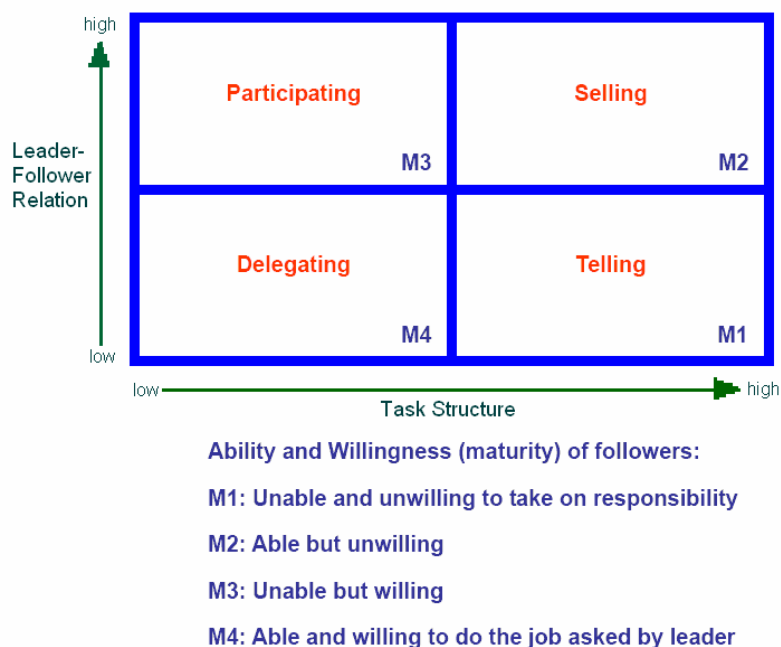 high
Participating
Selling
M3
M2
Leader-
Follower
Relation
Delegating
Telling
M4
M1
low
low
high
Task Structure
Ability and Willingness (maturity) of followers:
M1: Unable and unwilling to take on responsibility
M2: Able but unwilling
M3: Unable but willing
M4: Able and willing to do the job asked by leader